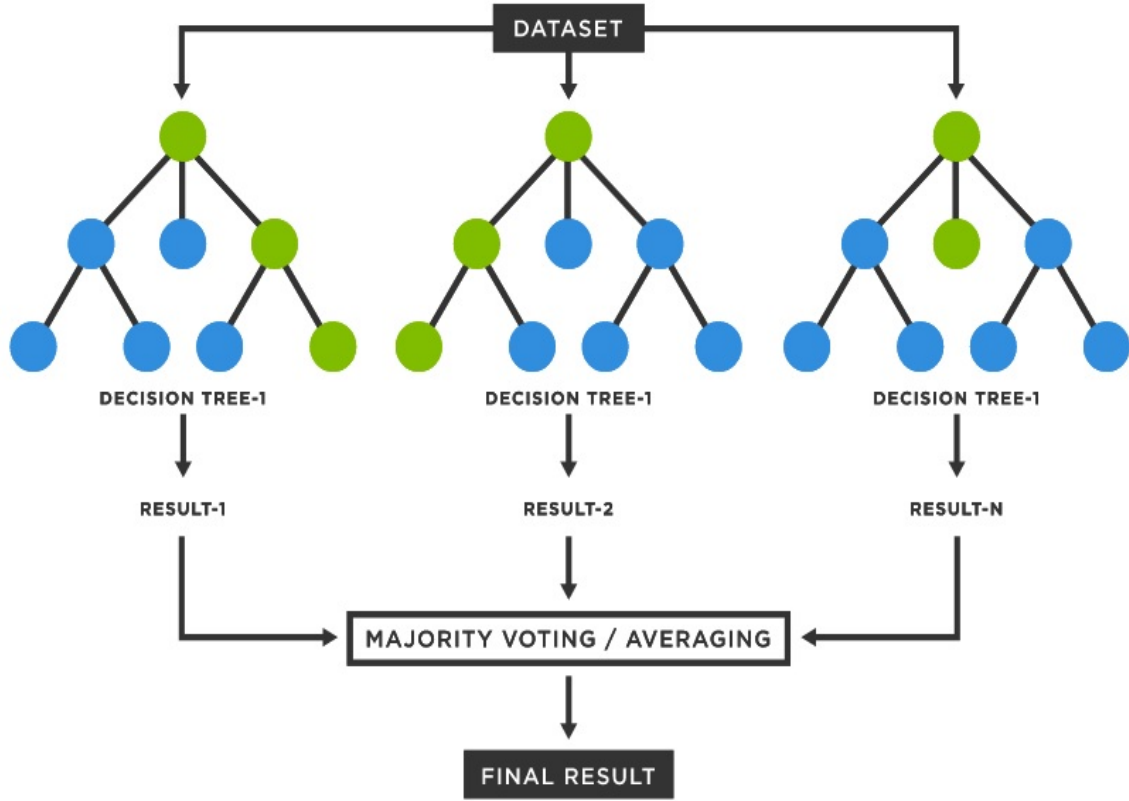 DATASET
DECISION TREE-1
DECISION TREE-1
DECISION TREE-1
RESULT-1
RESULT-2
RESULT-N
MAJORITY VOTING / AVERAGING
FINAL RESULT